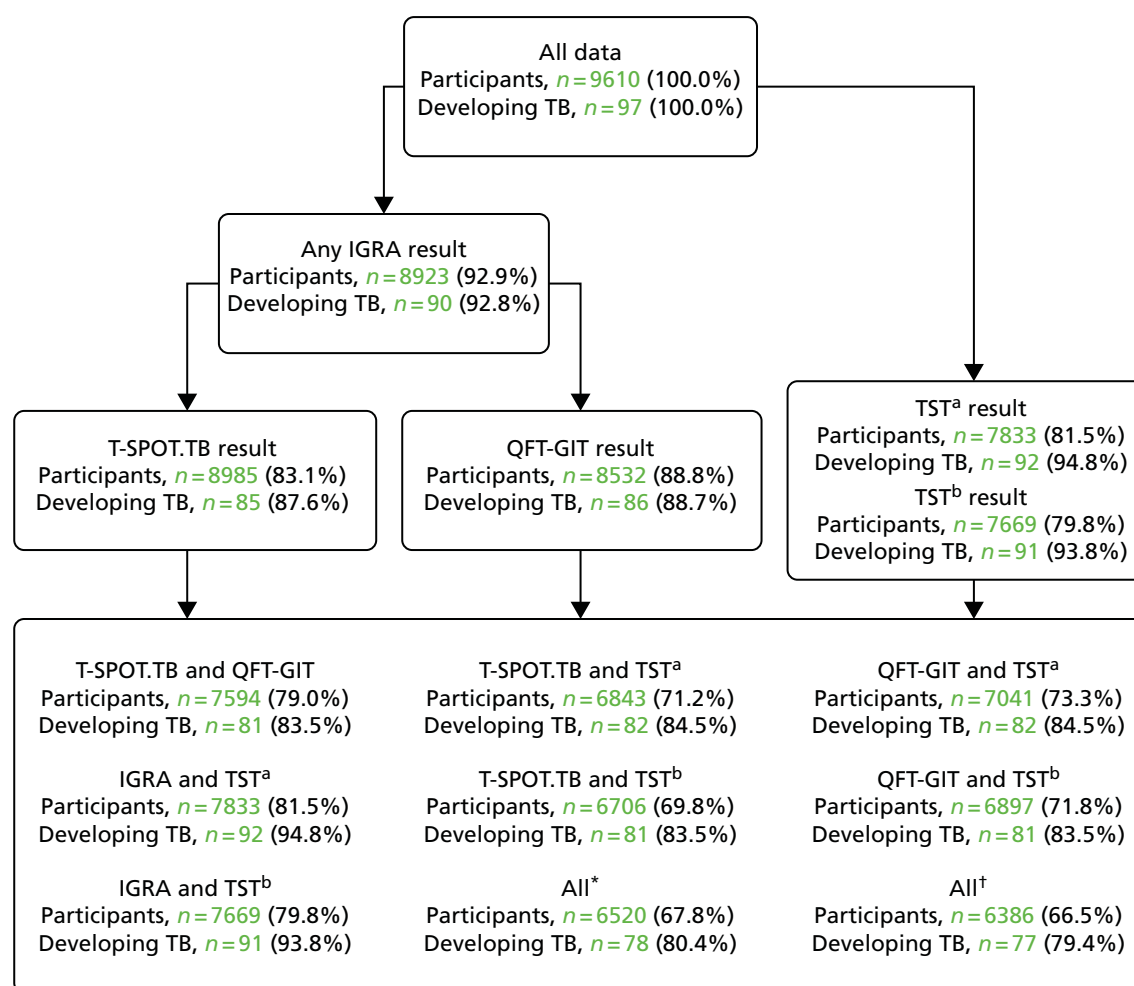 All data
Participants, n=9610 (100.0%)
Developing TB, n=97 (100.0%)
Any IGRA result
Participants, n=8923 (92.9%)
Developing TB, n=90 (92.8%)
T-SPOT.TB result
Participants, n=8985 (83.1%)
Developing TB, n=85 (87.6%)
QFT-GIT result
Participants, n=8532 (88.8%)
Developing TB, n=86 (88.7%)
TSTᵃ result
Participants, n=7833 (81.5%)
Developing TB, n=92 (94.8%)
TSTᵇ result
Participants, n=7669 (79.8%)
Developing TB, n=91 (93.8%)
T-SPOT.TB and QFT-GIT
Participants, n=7594 (79.0%)
Developing TB, n=81 (83.5%)
IGRA and TSTᵃ
Participants, n=7833 (81.5%)
Developing TB, n=92 (94.8%)
IGRA and TSTᵇ
Participants, n=7669 (79.8%)
Developing TB, n=91 (93.8%)
T-SPOT.TB and TSTᵃ
Participants, n=6843 (71.2%)
Developing TB, n=82 (84.5%)
T-SPOT.TB and TSTᵇ
Participants, n=6706 (69.8%)
Developing TB, n=81 (83.5%)
All*
Participants, n=6520 (67.8%)
Developing TB, n=78 (80.4%)
QFT-GIT and TSTᵃ
Participants, n=7041 (73.3%)
Developing TB, n=82 (84.5%)
QFT-GIT and TSTᵇ
Participants, n=6897 (71.8%)
Developing TB, n=81 (83.5%)
All†
Participants, n=6386 (66.5%)
Developing TB, n=77 (79.4%)